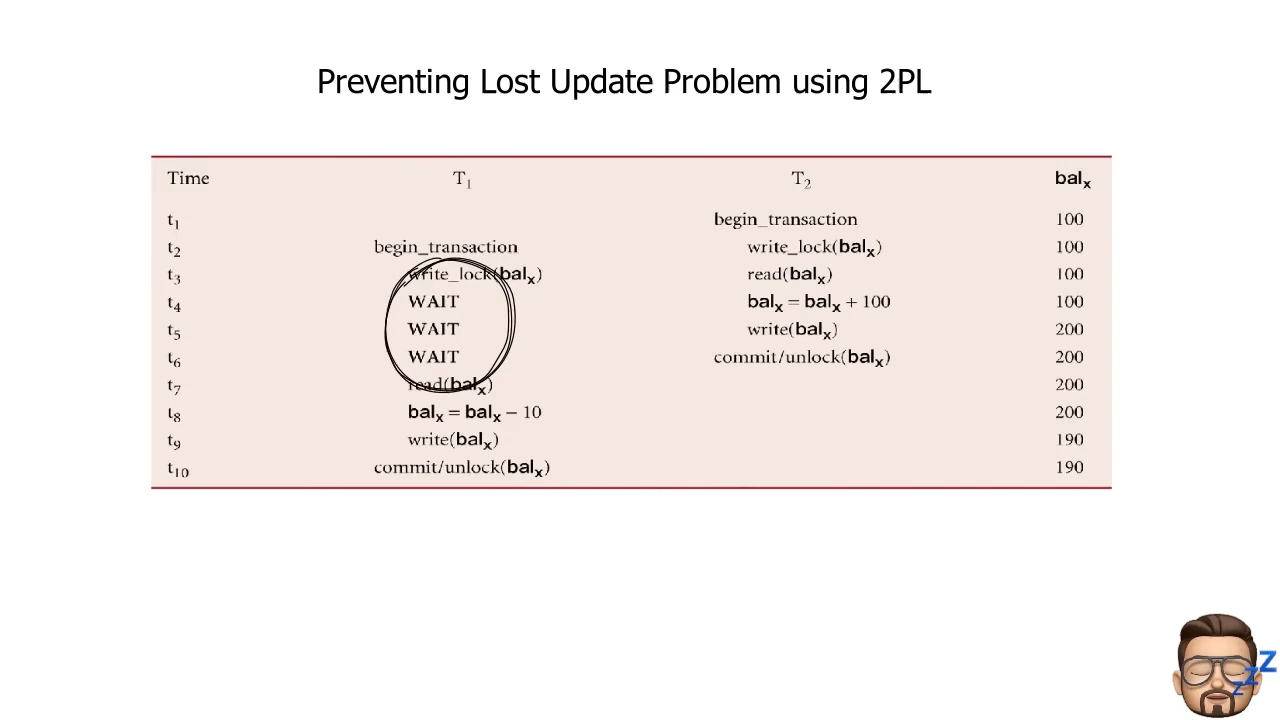 Preventing Lost Update Problem using 2PL
Time T1 T2 balx
t1 begin_transaction 100
t2 begin_transaction write_lock(balx) 100
t3 write_lock(balx) read(balx) 100
t4 WAIT balx = balx + 100 100
t5 WAIT write(balx) 200
t6 WAIT commit/unlock(balx) 200
t7 read(balx) 200
t8 balx = balx − 10 200
t9 write(balx) 190
t10 commit/unlock(balx) 190
z z Z